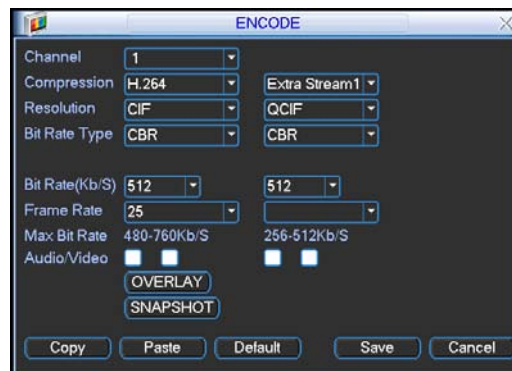 ENCODE
Channel 1
Compression H.264 Extra Stream1
Resolution CIF QCIF
Bit Rate Type CBR CBR
Bit Rate(Kb/S) 512 512
Frame Rate 25
Max Bit Rate 480-760Kb/S 256-512Kb/S
Audio/Video
OVERLAY
SNAPSHOT
Copy Paste Default Save Cancel